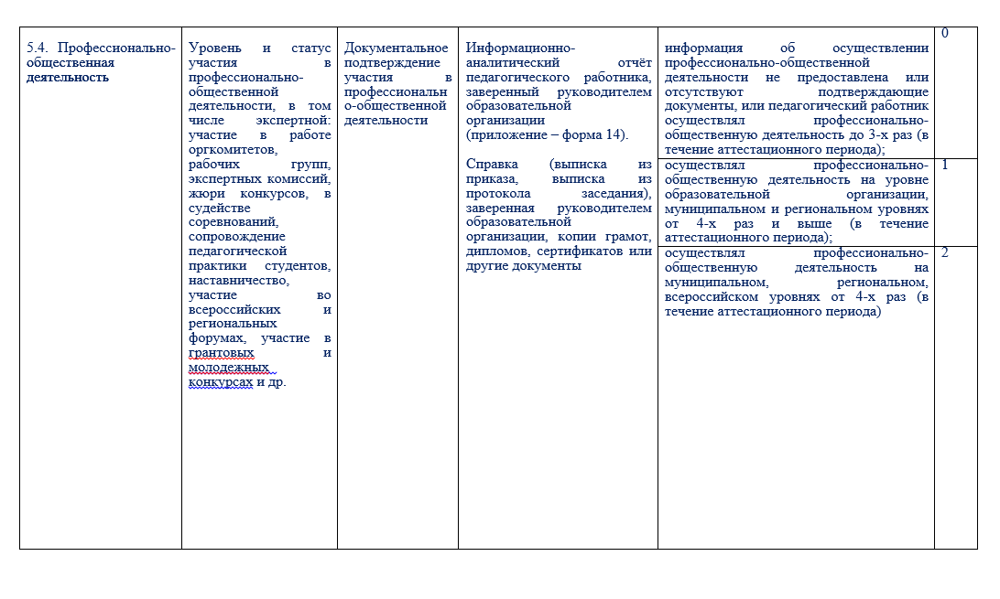 5.4. Профессионально-
общественная
деятельность
Уровень и статус
участия в
профессионально-
общественной
деятельности, в том
числе экспертной:
участие в работе
оргкомитетов,
рабочих групп,
экспертных комиссий,
жюри конкурсов, в
судействе
соревнований,
сопровождение
педагогической
практики студентов,
наставничество,
участие во
всероссийских и
региональных
форумах, участие в
грантовых и
молодежных
конкурсах и др.
Документальное
подтверждение
участия в
профессиональн
о-общественной
деятельности
Информационно-
аналитический отчёт
педагогического работника,
заверенный руководителем
образовательной
организации
(приложение – форма 14).
Справка (выписка из
приказа, выписка из
протокола заседания),
заверенная руководителем
образовательной
организации, копии грамот,
дипломов, сертификатов или
другие документы
информация об осуществлении
профессионально-общественной
деятельности не предоставлена или
отсутствуют подтверждающие
документы, или педагогический работник
осуществлял профессионально-
общественную деятельность до 3-х раз (в
течение аттестационного периода);
0
осуществлял профессионально-
общественную деятельность на уровне
образовательной организации,
муниципальном и региональном уровнях
от 4-х раз и выше (в течение
аттестационного периода);
1
осуществлял профессионально-
общественную деятельность на
муниципальном, региональном,
всероссийском уровнях от 4-х раз (в
течение аттестационного периода)
2